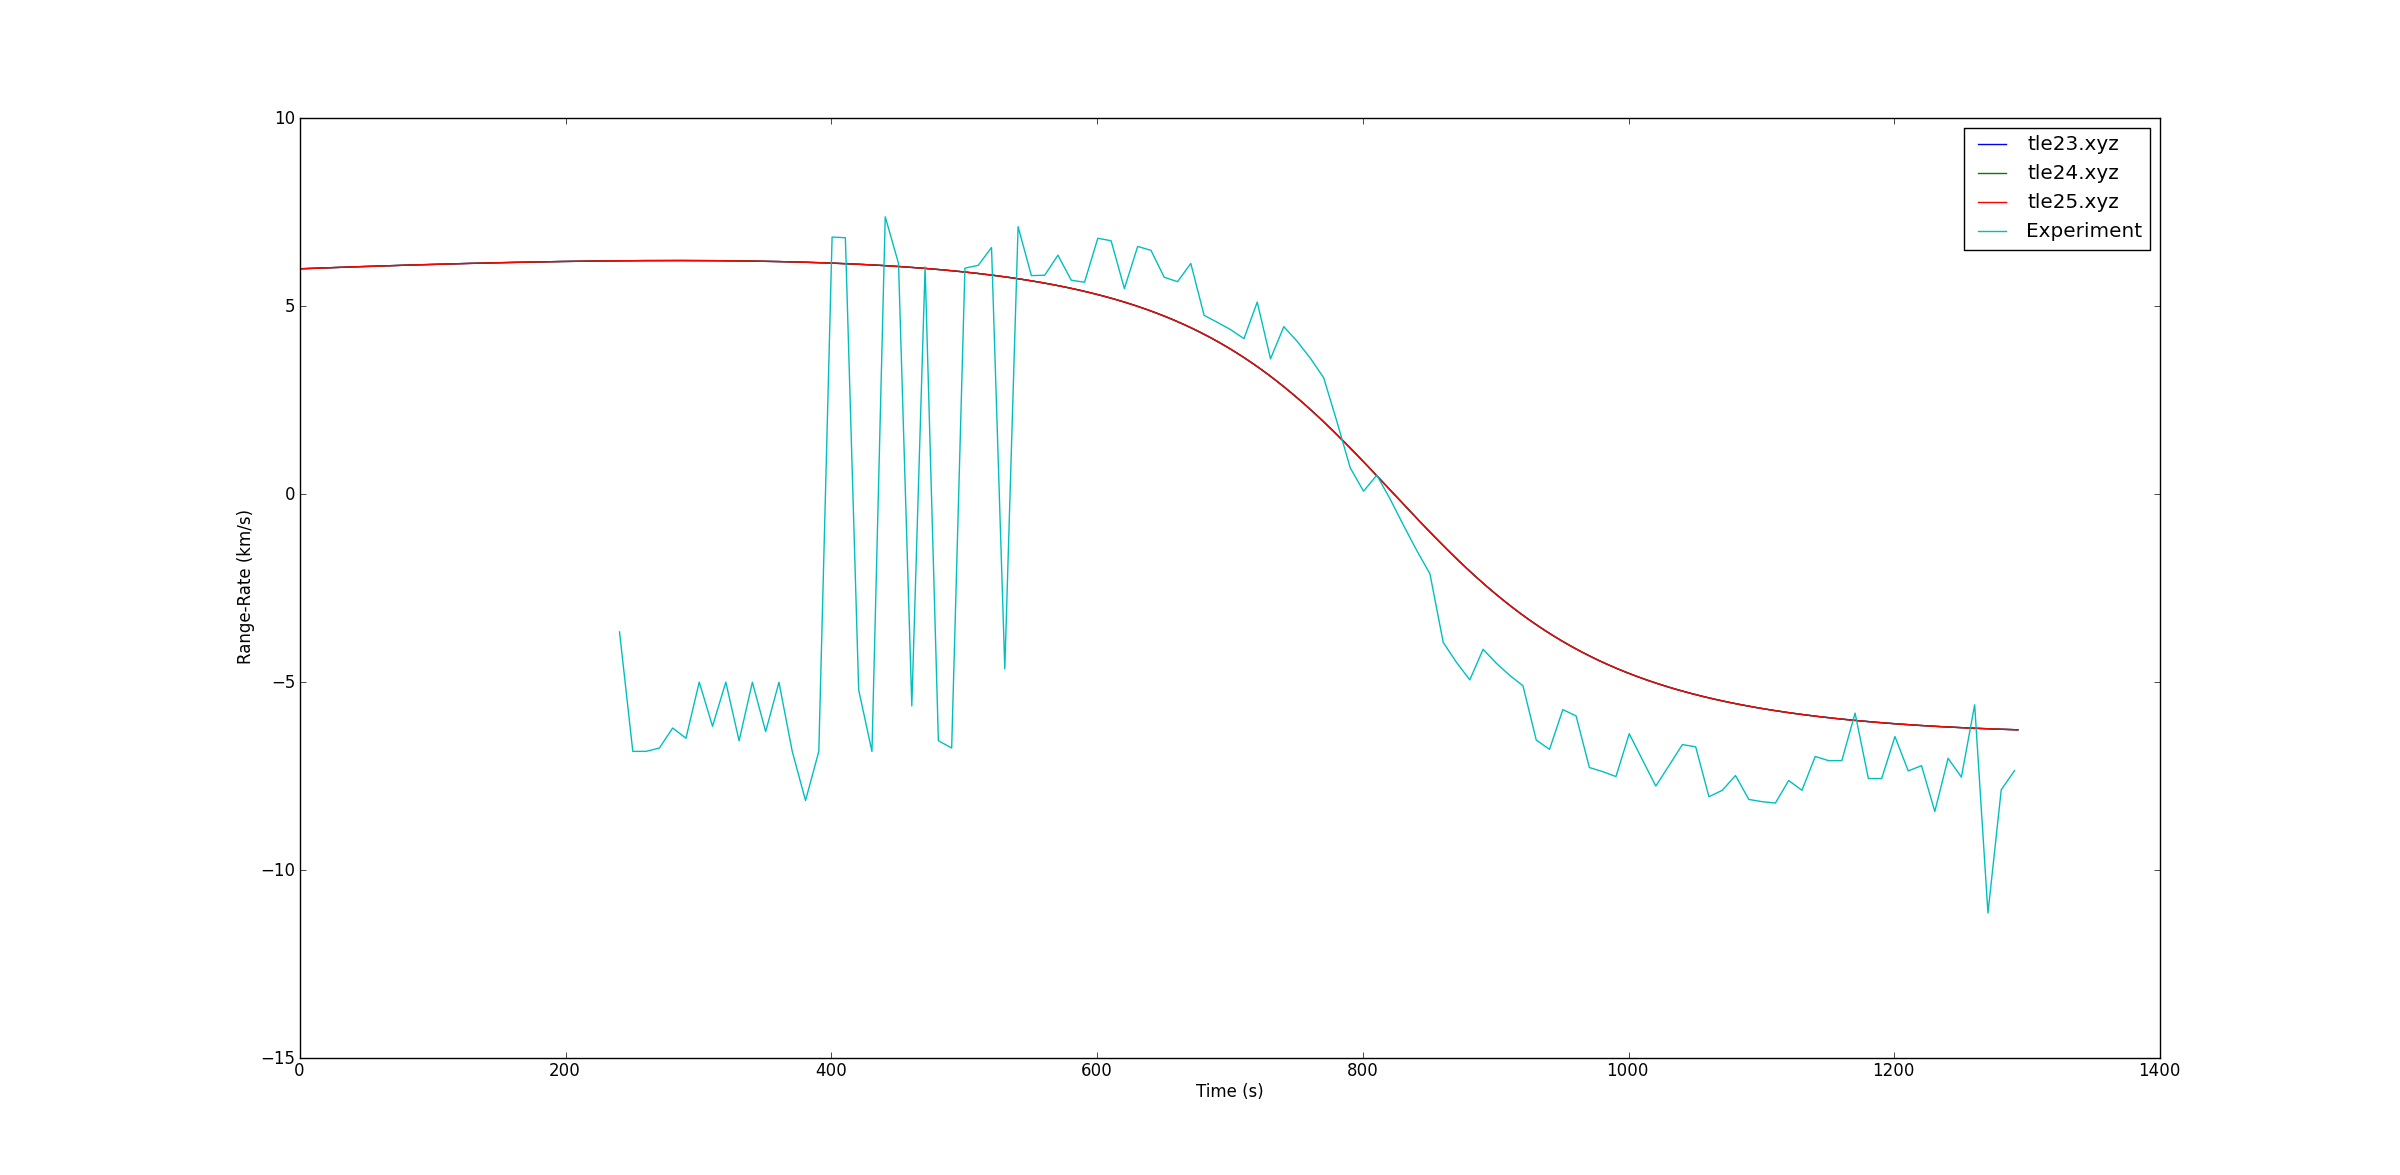 10
5
0
−5
−10
−15
Range-Rate (km/s)
tle23.xyz
tle24.xyz
tle25.xyz
Experiment
0 200 400 600 800 1000 1200 1400
Time (s)